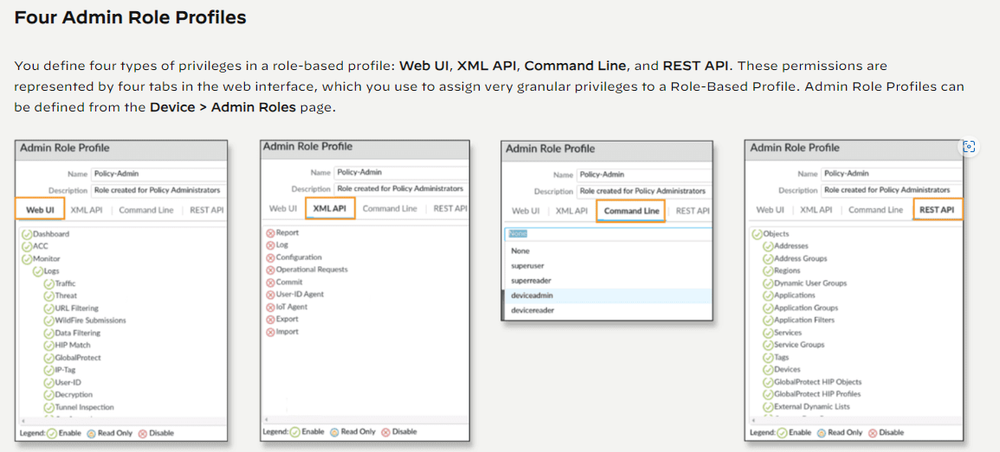 Four Admin Role Profiles
You define four types of privileges in a role-based profile: Web UI, XML API, Command Line, and REST API. These permissions are
represented by four tabs in the web interface, which you use to assign very granular privileges to a Role-Based Profile. Admin Role Profiles can
be defined from the Device > Admin Roles page.
Admin Role Profile
Name Policy-Admin
Description Role created for Policy Administrators
Web UI XML API Command Line REST API
Dashboard
ACC
Monitor
Logs
Traffic
Threat
URL Filtering
WildFire Submissions
Data Filtering
HIP Match
GlobalProtect
IP-Tag
User-ID
Decryption
Tunnel Inspection
Legend: Enable Read Only Disable
Admin Role Profile
Name Policy-Admin
Description Role created for Policy Administrators
Web UI XML API Command Line REST API
Report
Log
Configuration
Operational Requests
Commit
User-ID Agent
IoT Agent
Export
Import
Legend: Enable Read Only Disable
Admin Role Profile
Name Policy-Admin
Description Role created for Policy Administrators
Web UI XML API Command Line REST API
None
None
superuser
superreader
deviceadmin
devicereader
Admin Role Profile
Name Policy-Admin
Description Role created for Policy Administrators
Web UI XML API Command Line REST API
Objects
Addresses
Address Groups
Regions
Dynamic User Groups
Applications
Application Groups
Application Filters
Services
Service Groups
Tags
Devices
GlobalProtect HIP Objects
GlobalProtect HIP Profiles
External Dynamic Lists
Legend: Enable Read Only Disable